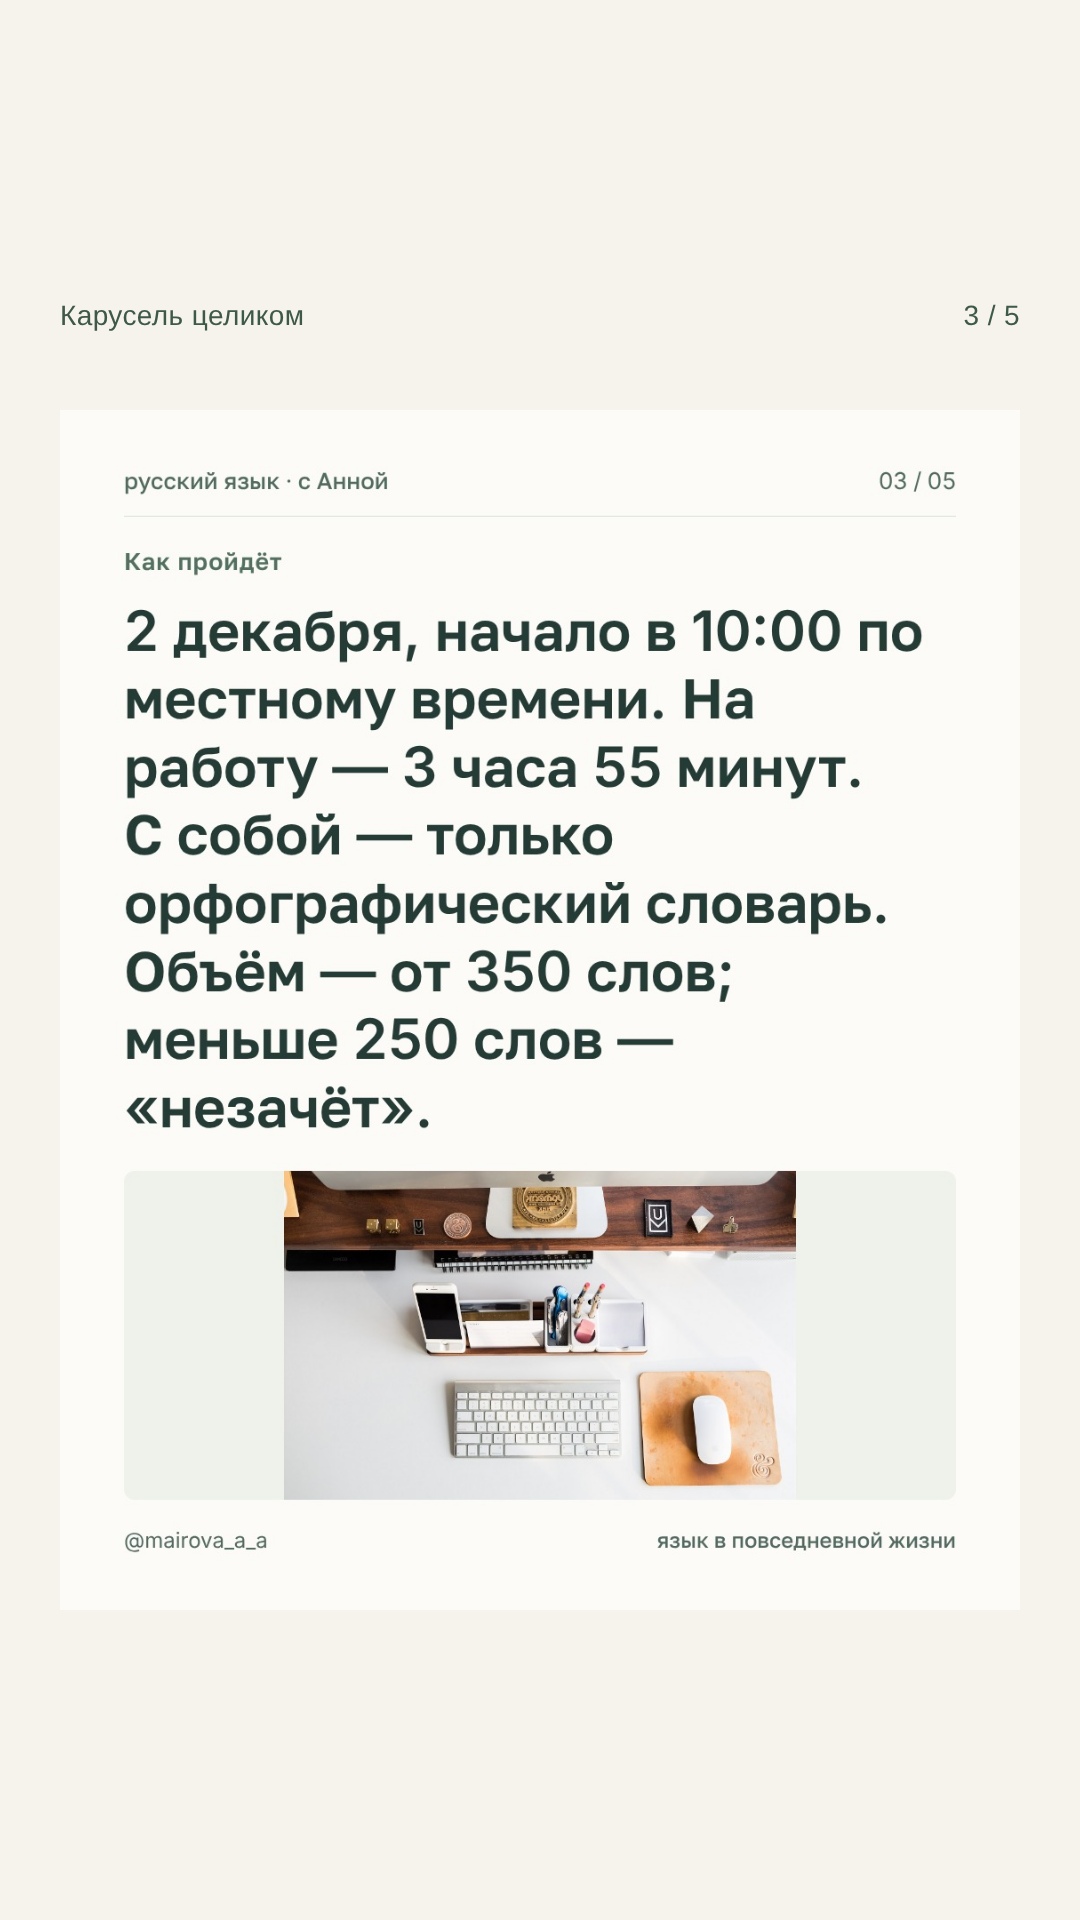 Карусель целиком
3 / 5
русский язык · с Анной
03 / 05
Как пройдёт
2 декабря, начало в 10:00 по
местному времени. На
работу — 3 часа 55 минут.
С собой — только
орфографический словарь.
Объём — от 350 слов;
меньше 250 слов —
«незачёт».
@mairova_a_a
язык в повседневной жизни